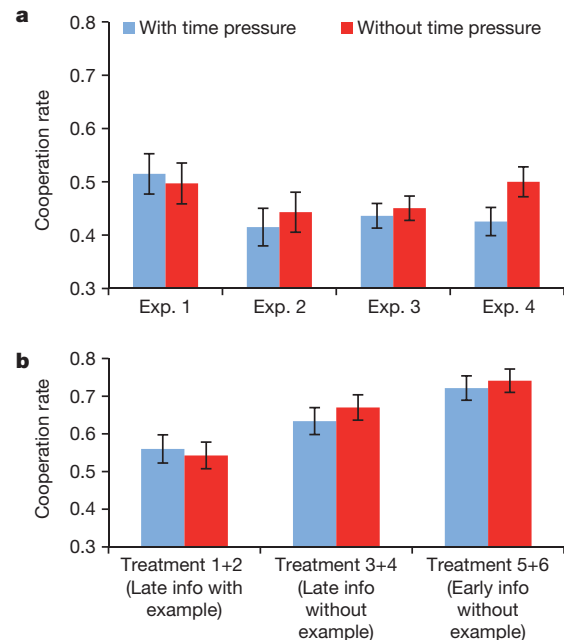 a
With time pressure Without time pressure
Cooperation rate
0.8
0.7
0.6
0.5
0.4
0.3
Exp. 1 Exp. 2 Exp. 3 Exp. 4
b
Cooperation rate
0.8
0.7
0.6
0.5
0.4
0.3
Treatment 1+2 Treatment 3+4 Treatment 5+6
(Late info with (Late info (Early info
example) without without
example) example)